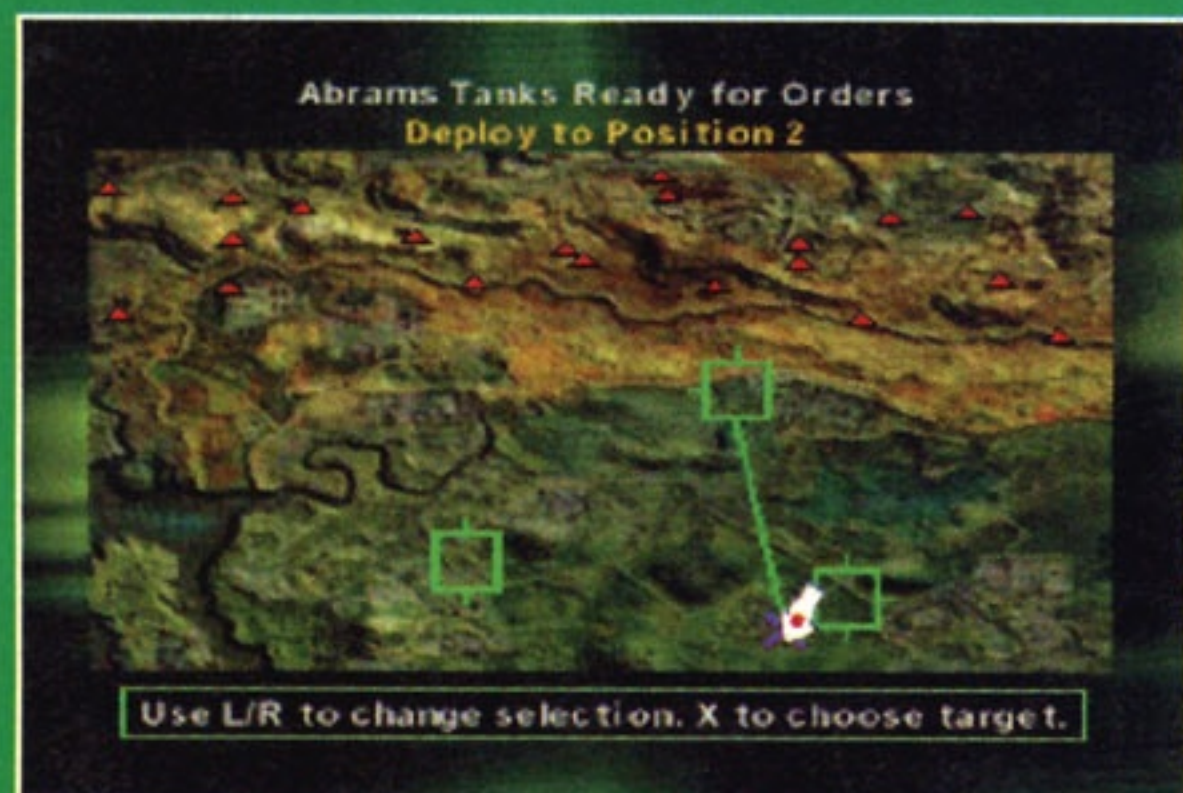 Abrams Tanks Ready for Orders
Deploy to Position 2
Use L/R to change selection. X to choose target.